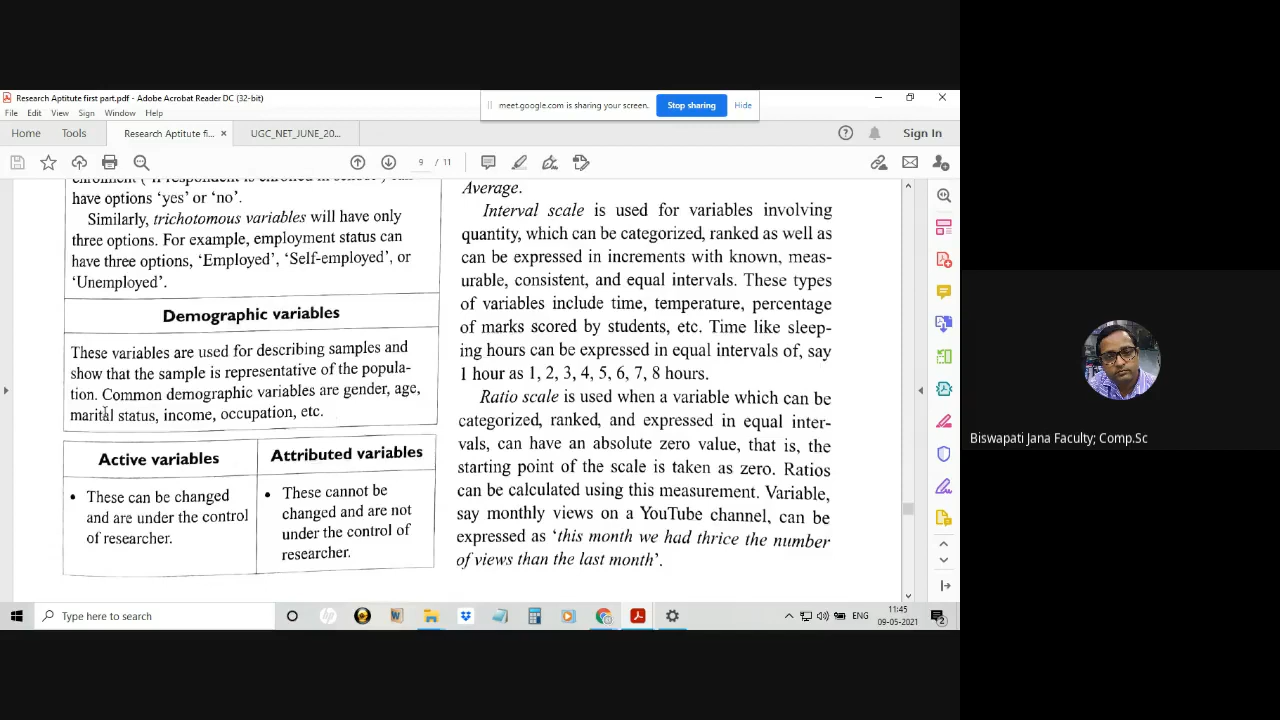 Research Aptitute first part.pdf - Adobe Acrobat Reader DC (32-bit)
meet.google.com is sharing your screen.
Stop sharing
Hide
File Edit View Sign Window Help
Home Tools
Research Aptitute fi... ×
UGC_NET_JUNE_20...
Sign In
9 / 11
have options ‘yes’ or ‘no’.
Similarly, trichotomous variables will have only
three options. For example, employment status can
have three options, ‘Employed’, ‘Self-employed’, or
‘Unemployed’.
Demographic variables
These variables are used for describing samples and
show that the sample is representative of the popula-
tion. Common demographic variables are gender, age,
marital status, income, occupation, etc.
Active variables
• These can be changed
and are under the control
of researcher.
Attributed variables
• These cannot be
changed and are not
under the control of
researcher.
Average.
Interval scale is used for variables involving
quantity, which can be categorized, ranked as well as
can be expressed in increments with known, meas-
urable, consistent, and equal intervals. These types
of variables include time, temperature, percentage
of marks scored by students, etc. Time like sleep-
ing hours can be expressed in equal intervals of, say
1 hour as 1, 2, 3, 4, 5, 6, 7, 8 hours.
Ratio scale is used when a variable which can be
categorized, ranked, and expressed in equal inter-
vals, can have an absolute zero value, that is, the
starting point of the scale is taken as zero. Ratios
can be calculated using this measurement. Variable,
say monthly views on a YouTube channel, can be
expressed as ‘this month we had thrice the number
of views than the last month’.
Biswapati Jana Faculty; Comp.Sc
Type here to search
ENG
11:45
09-05-2021
2